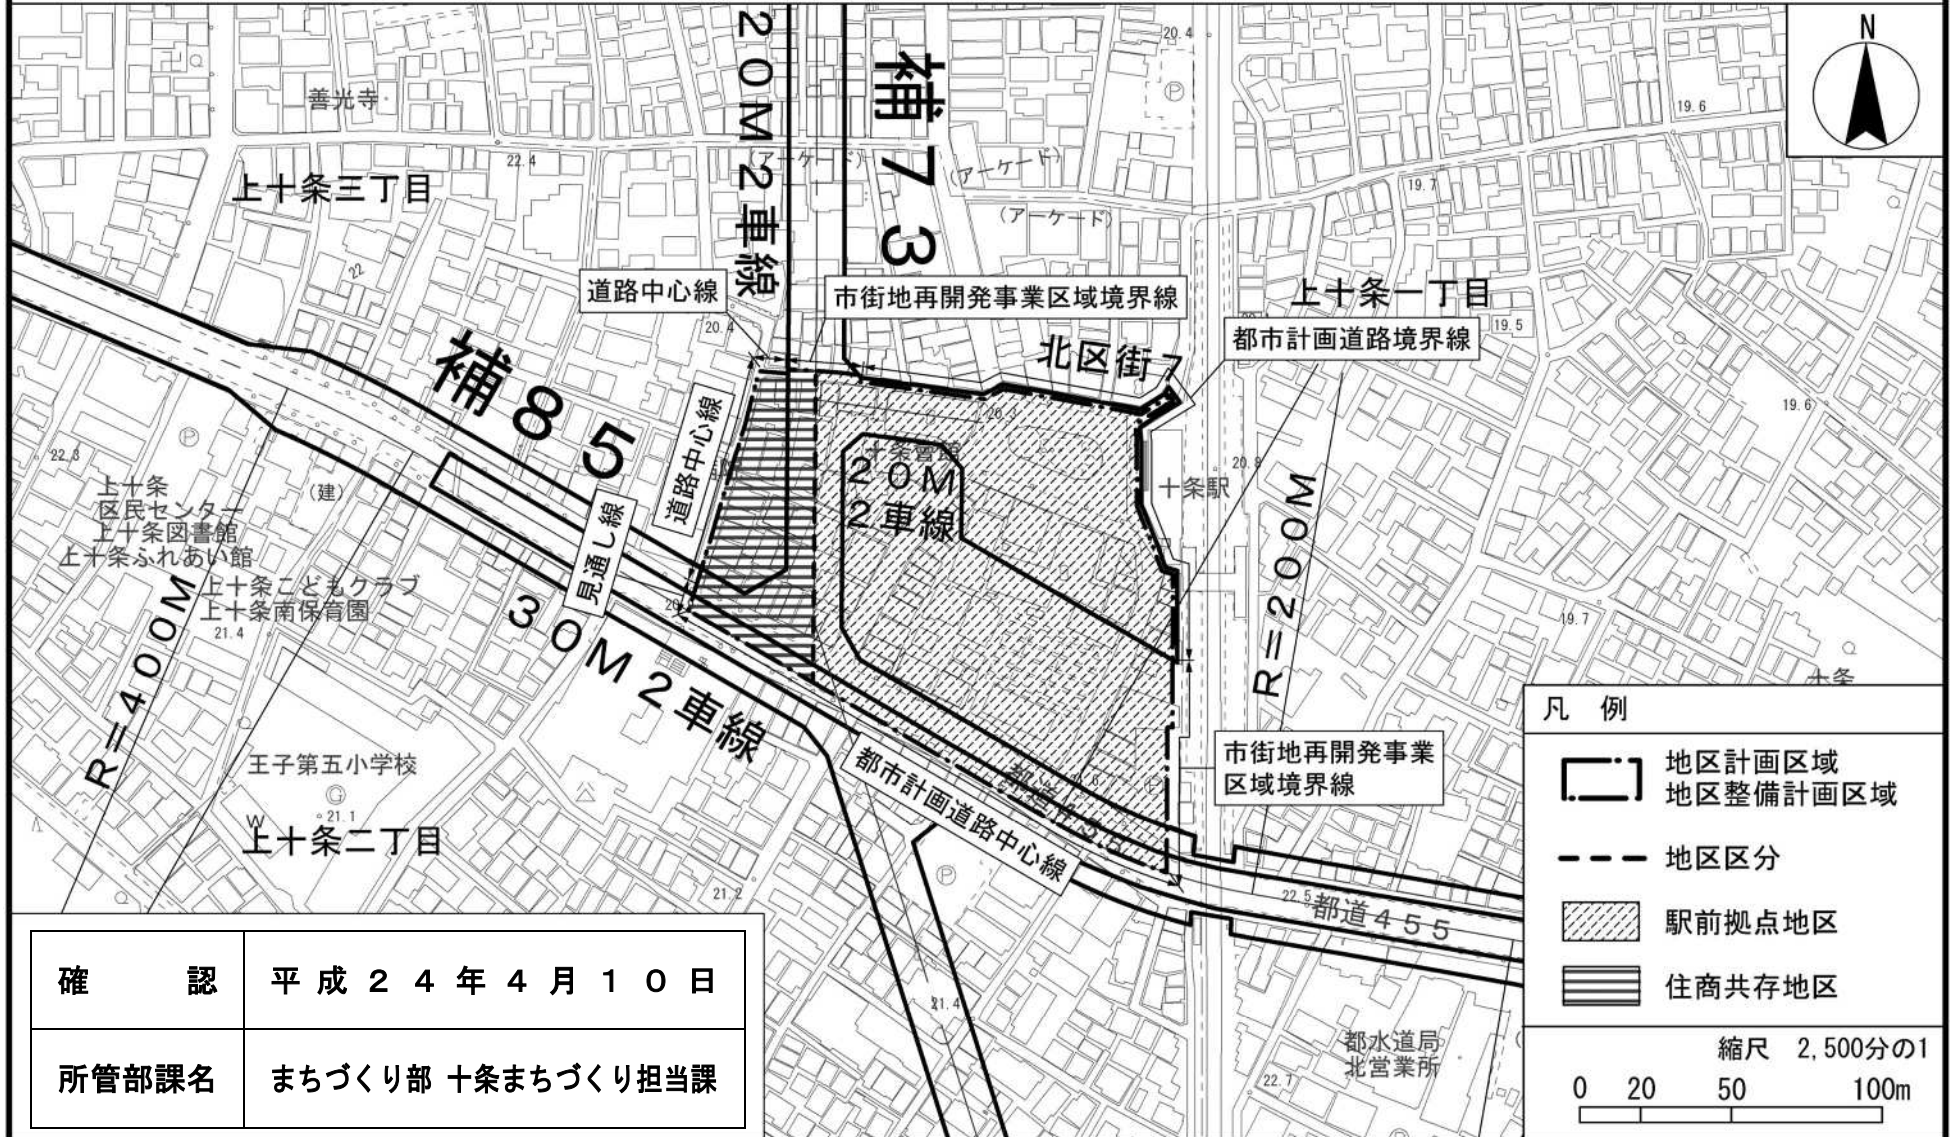 N
20M2車線
補73
20.4
19.6
善光寺
22.4
(アーケード)
(アーケード)
(アーケード)
19.7
上十条三丁目
22
道路中心線
市街地再開発事業区域境界線
上十条一丁目
20.4
19.5
都市計画道路境界線
北区街7
補85
道路中心線
20.3
19.6
十条会館
20M
2車線
20.8
十条駅
22.3
上十条
区民センター
上十条図書館
上十条ふれあい館
(建)
見通し線
上十条こどもクラブ
上十条南保育園
21.4
R=400M
R=200M
30M2車線
19.7
十条
王子第五小学校
21.1
W
上十条二丁目
都市計画道路中心線
都道455
市街地再開発事業
区域境界線
21.2
22.5
都道455
21.4
都水道局
北営業所
22.7
凡 例
地区計画区域
地区整備計画区域
地区区分
駅前拠点地区
住商共存地区
縮尺 2,500分の1
0 20 50 100m
確 認 平成24年4月10日
所管部課名 まちづくり部 十条まちづくり担当課